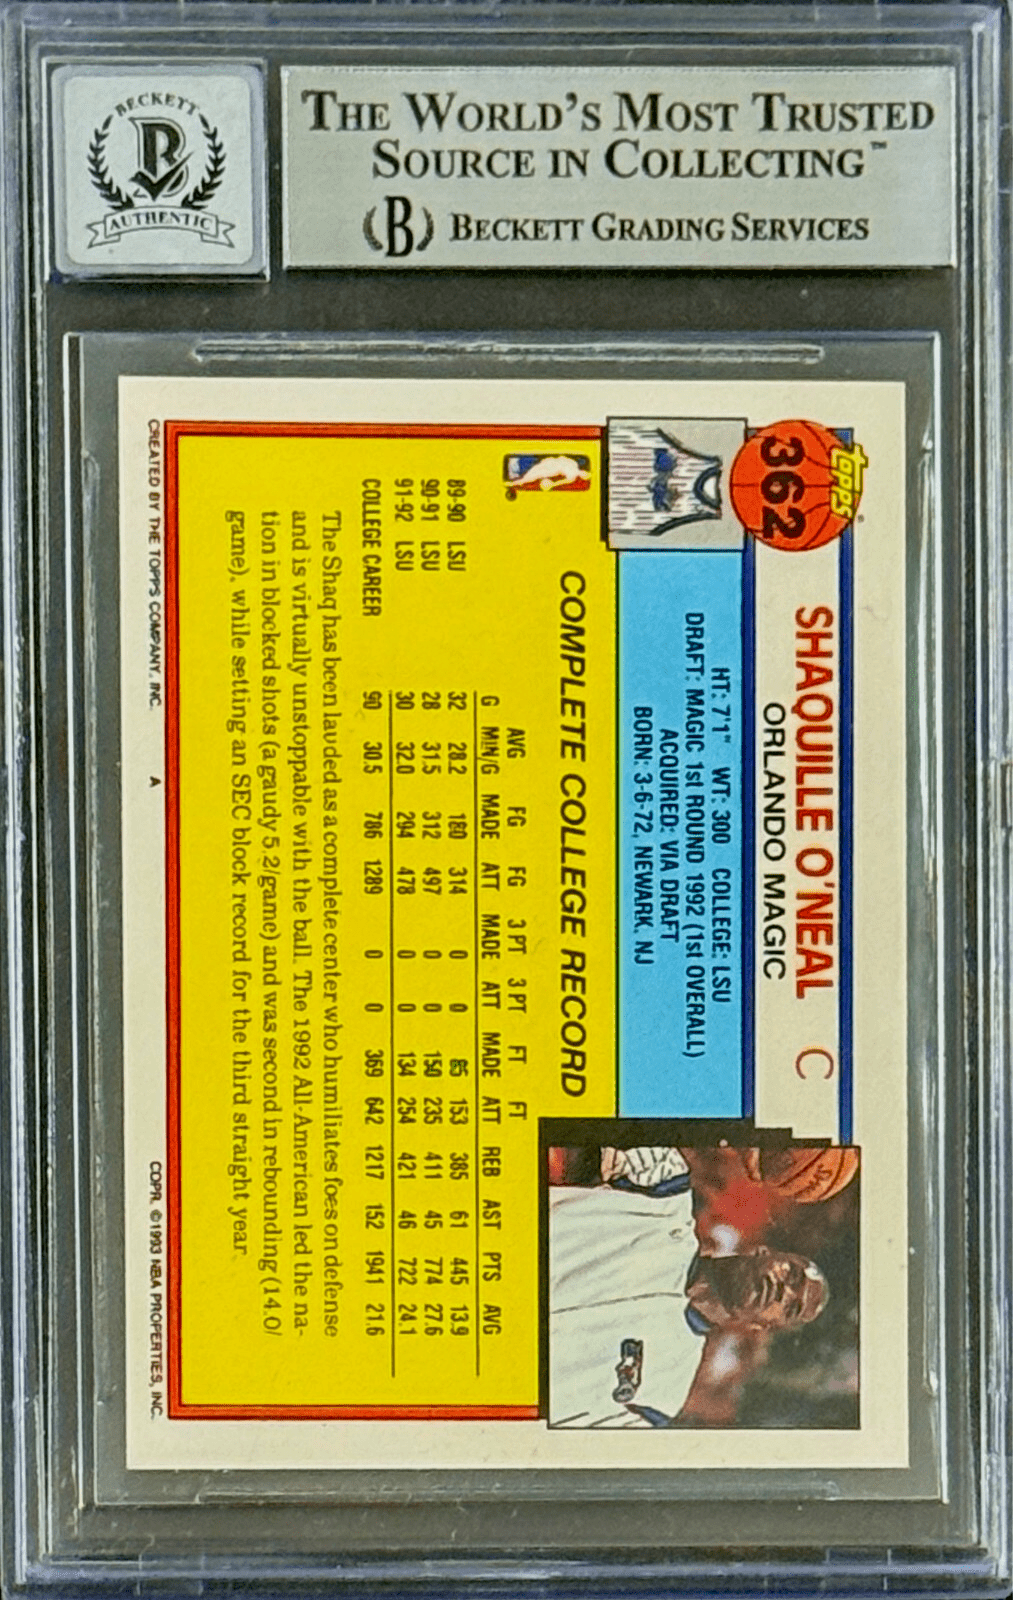 BECKETT
B
AUTHENTIC
THE WORLD'S MOST TRUSTED
SOURCE IN COLLECTING™
(B) BECKETT GRADING SERVICES
topps®
362
SHAQUILLE O'NEAL C
ORLANDO MAGIC
HT: 7'1" WT: 300 COLLEGE: LSU
DRAFT: MAGIC 1st ROUND 1992 (1st OVERALL)
ACQUIRED: VIA DRAFT
BORN: 3-6-72, NEWARK, NJ
COMPLETE COLLEGE RECORD
AVG FG FG 3 PT 3 PT FT FT
G MIN/G MADE ATT MADE ATT MADE ATT REB AST PTS AVG
89-90 LSU 32 28.2 180 314 0 0 85 153 385 61 445 13.9
90-91 LSU 28 31.5 312 497 0 0 150 235 411 45 774 27.6
91-92 LSU 30 32.0 294 478 0 0 134 254 421 46 722 24.1
COLLEGE CAREER 90 30.5 786 1289 0 0 369 642 1217 152 1941 21.6
The Shaq has been lauded as a complete center who humiliates foes on defense
and is virtually unstoppable with the ball. The 1992 All-American led the na-
tion in blocked shots (a gaudy 5.2/game) and was second in rebounding (14.0/
game), while setting an SEC block record for the third straight year.
CREATED BY THE TOPPS COMPANY, INC. A COPR. ©1993 NBA PROPERTIES, INC.